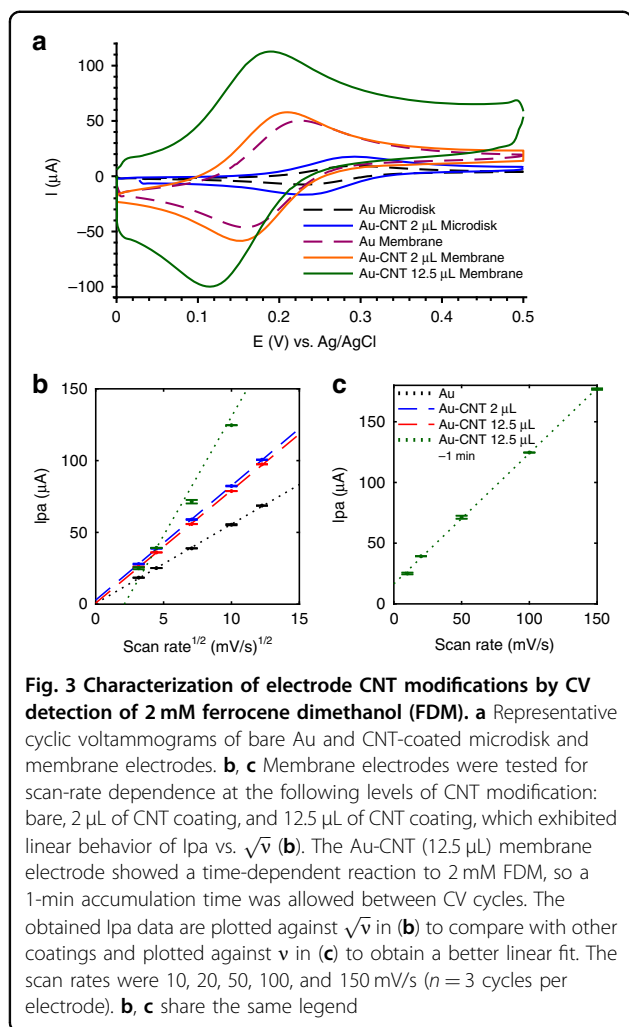 a
100
50
0
−50
−100
I (µA)
Au Microdisk
Au-CNT 2 µL Microdisk
Au Membrane
Au-CNT 2 µL Membrane
Au-CNT 12.5 µL Membrane
0 0.1 0.2 0.3 0.4 0.5
E (V) vs. Ag/AgCl
b
150
100
50
0
Ipa (µA)
0 5 10 15
Scan rate^1/2 (mV/s)^1/2
c
150
100
50
0
Ipa (µA)
Au
Au-CNT 2 µL
Au-CNT 12.5 µL
Au-CNT 12.5 µL
−1 min
0 50 100 150
Scan rate (mV/s)
Fig. 3 Characterization of electrode CNT modifications by CV
detection of 2 mM ferrocene dimethanol (FDM). a Representative
cyclic voltammograms of bare Au and CNT-coated microdisk and
membrane electrodes. b, c Membrane electrodes were tested for
scan-rate dependence at the following levels of CNT modification:
bare, 2 µL of CNT coating, and 12.5 µL of CNT coating, which exhibited
linear behavior of Ipa vs. √ν (b). The Au-CNT (12.5 µL) membrane
electrode showed a time-dependent reaction to 2 mM FDM, so a
1-min accumulation time was allowed between CV cycles. The
obtained Ipa data are plotted against √ν in (b) to compare with other
coatings and plotted against ν in (c) to obtain a better linear fit. The
scan rates were 10, 20, 50, 100, and 150 mV/s (n = 3 cycles per
electrode). b, c share the same legend